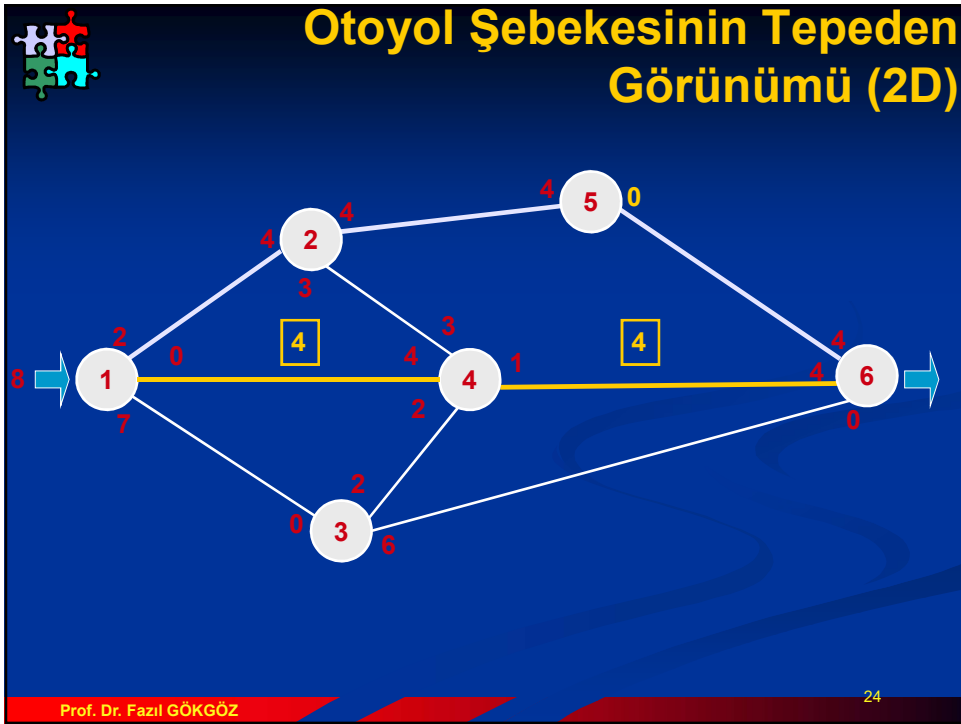 Otoyol Şebekesinin Tepeden
Görünümü (2D)
4 5 0
4
4 2
3
2 3 4
0 4 4 1 4
8 1 4 4 6
7 2 0
2
0 3 6
24
Prof. Dr. Fazıl GÖKGÖZ